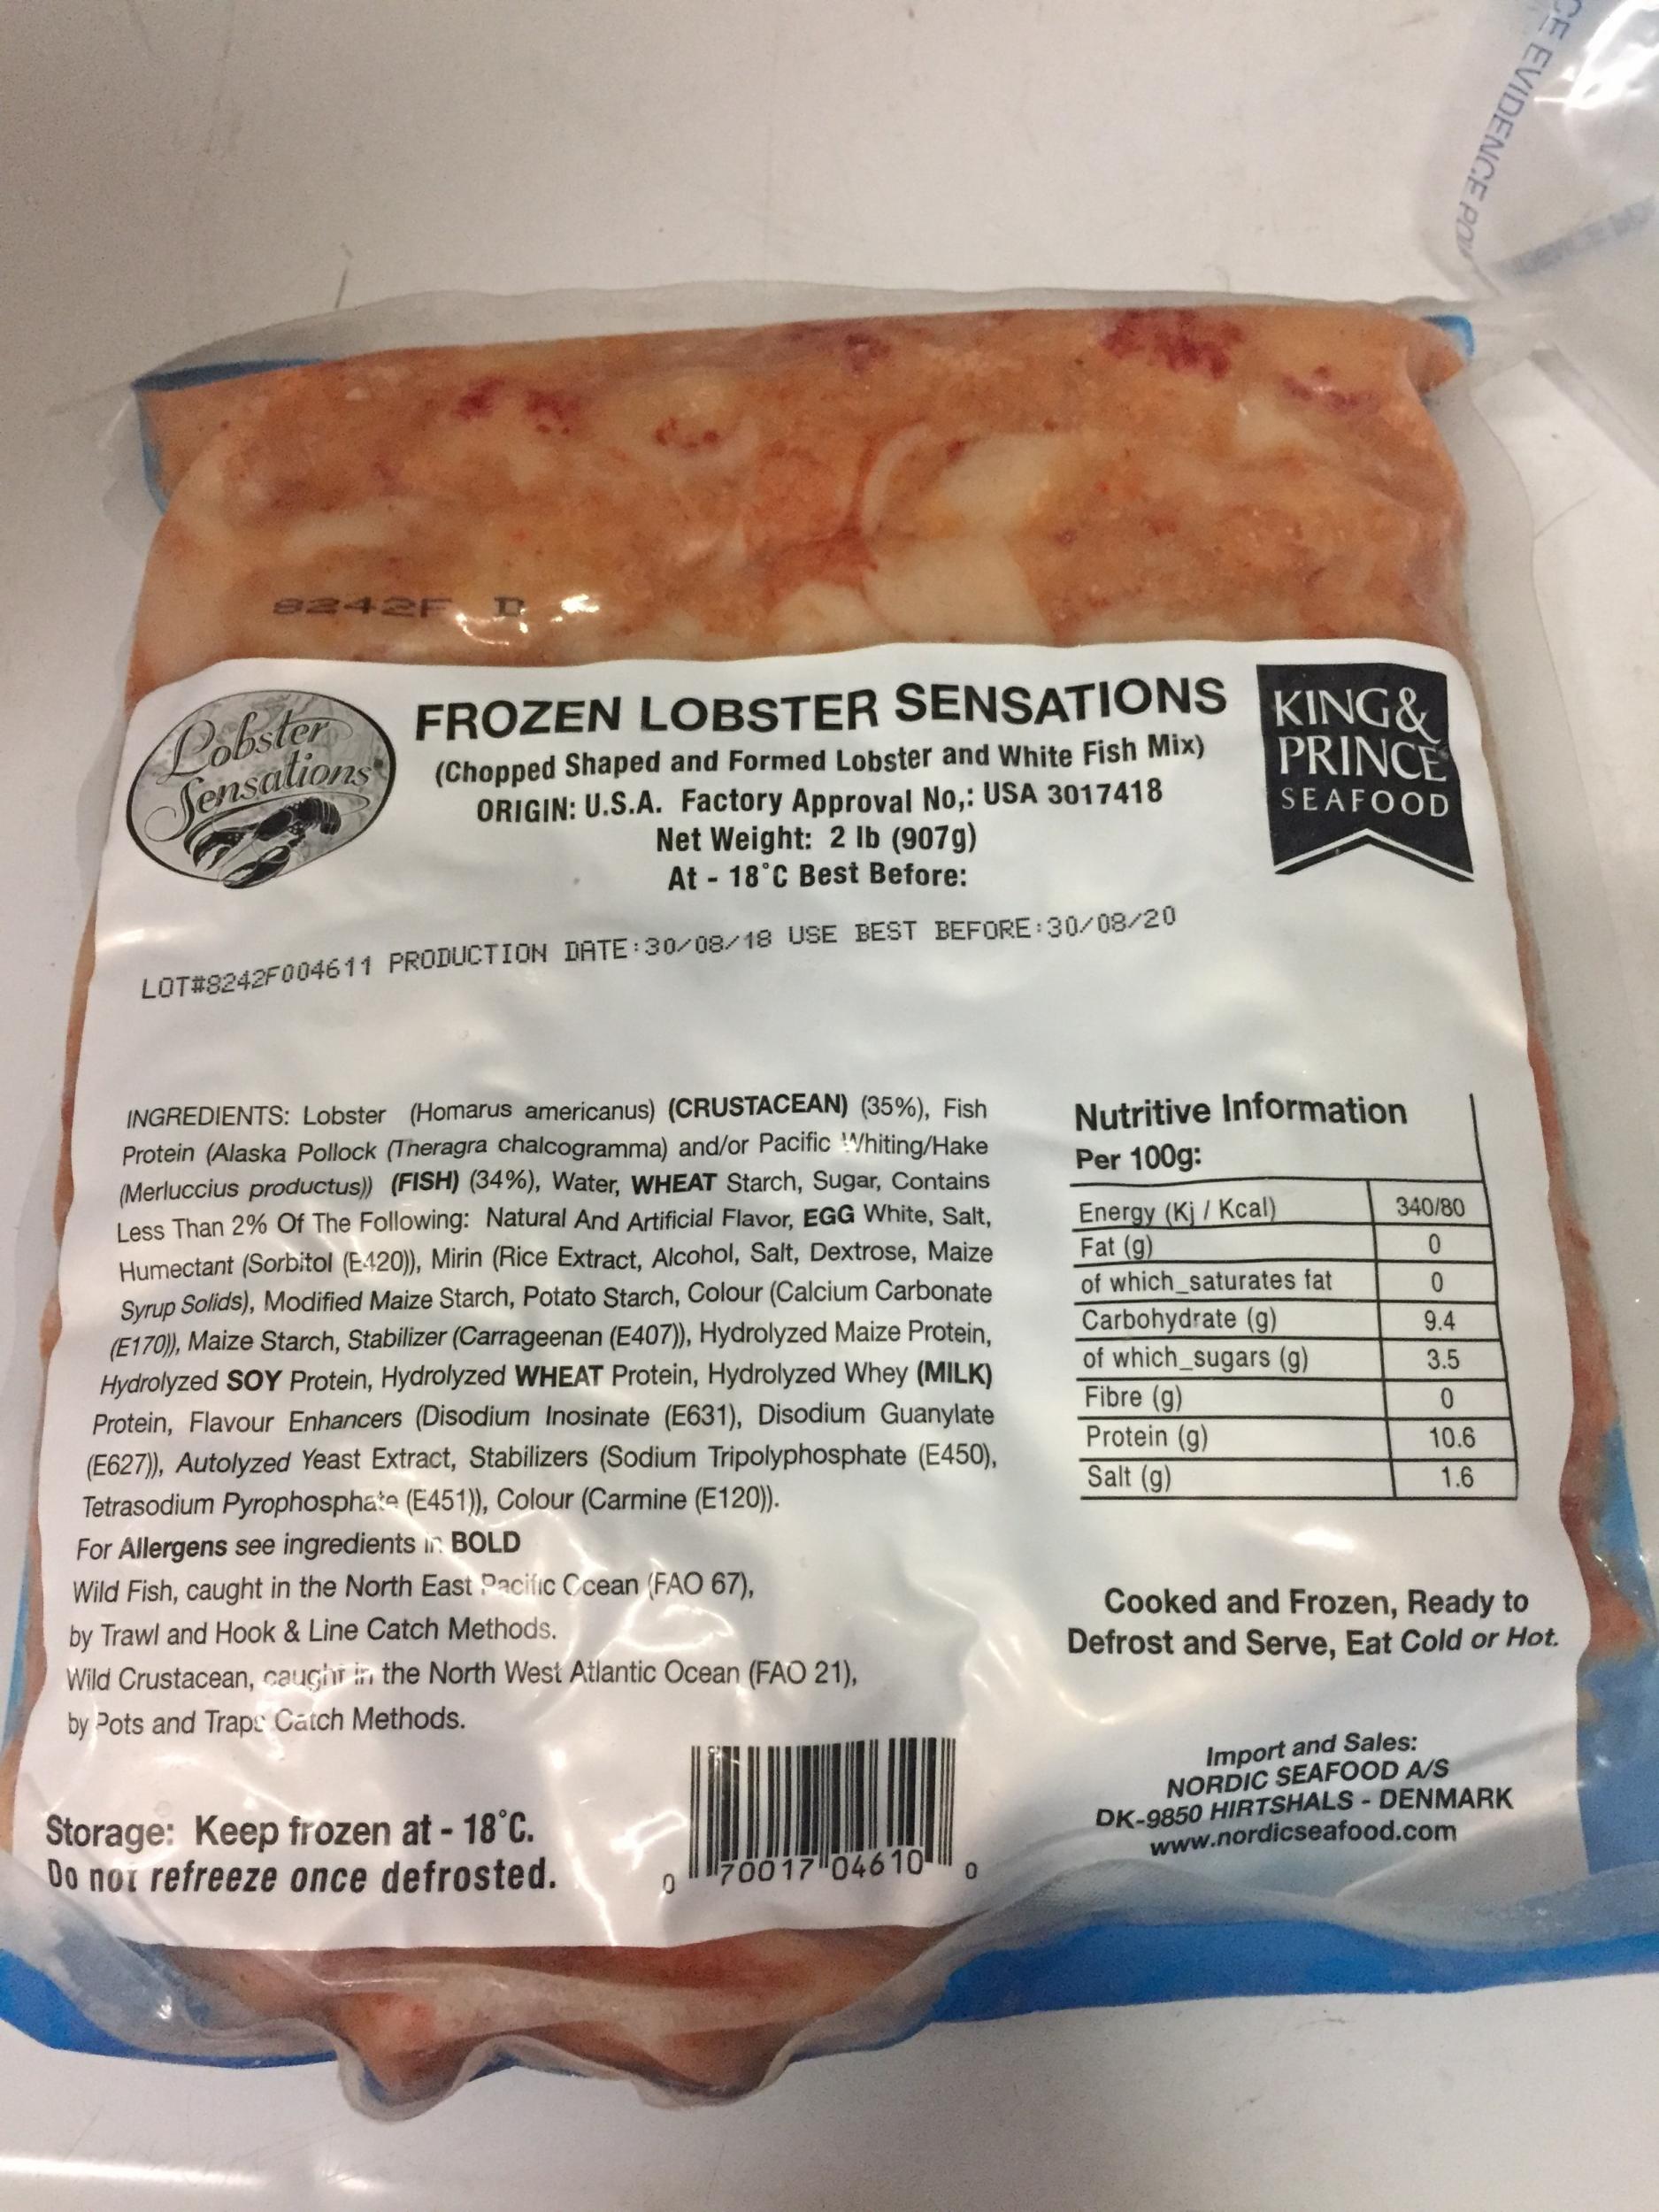 CE EVIDENCE PO
8242F D
Lobster
Sensations
FROZEN LOBSTER SENSATIONS
(Chopped Shaped and Formed Lobster and White Fish Mix)
ORIGIN: U.S.A. Factory Approval No,: USA 3017418
Net Weight: 2 lb (907g)
At - 18°C Best Before:
KING&
PRINCE
SEAFOOD
LOT#8242F004611 PRODUCTION DATE:30/08/18 USE BEST BEFORE:30/08/20
INGREDIENTS: Lobster (Homarus americanus) (CRUSTACEAN) (35%), Fish
Protein (Alaska Pollock (Theragra chalcogramma) and/or Pacific Whiting/Hake
(Merluccius productus)) (FISH) (34%), Water, WHEAT Starch, Sugar, Contains
Less Than 2% Of The Following: Natural And Artificial Flavor, EGG White, Salt,
Humectant (Sorbitol (E420)), Mirin (Rice Extract, Alcohol, Salt, Dextrose, Maize
Syrup Solids), Modified Maize Starch, Potato Starch, Colour (Calcium Carbonate
(E170)), Maize Starch, Stabilizer (Carrageenan (E407)), Hydrolyzed Maize Protein,
Hydrolyzed SOY Protein, Hydrolyzed WHEAT Protein, Hydrolyzed Whey (MILK)
Protein, Flavour Enhancers (Disodium Inosinate (E631), Disodium Guanylate
(E627)), Autolyzed Yeast Extract, Stabilizers (Sodium Tripolyphosphate (E450),
Tetrasodium Pyrophosphate (E451)), Colour (Carmine (E120)).
For Allergens see ingredients in BOLD
Wild Fish, caught in the North East Pacific Ocean (FAO 67),
by Trawl and Hook & Line Catch Methods.
Wild Crustacean, caught in the North West Atlantic Ocean (FAO 21),
by Pots and Traps Catch Methods.
Storage: Keep frozen at - 18°C.
Do not refreeze once defrosted.
0 70017 04610 0
Nutritive Information
Per 100g:
Energy (Kj / Kcal) 340/80
Fat (g) 0
of which_saturates fat 0
Carbohydrate (g) 9.4
of which_sugars (g) 3.5
Fibre (g) 0
Protein (g) 10.6
Salt (g) 1.6
Cooked and Frozen, Ready to
Defrost and Serve, Eat Cold or Hot.
Import and Sales:
NORDIC SEAFOOD A/S
DK-9850 HIRTSHALS - DENMARK
www.nordicseafood.com